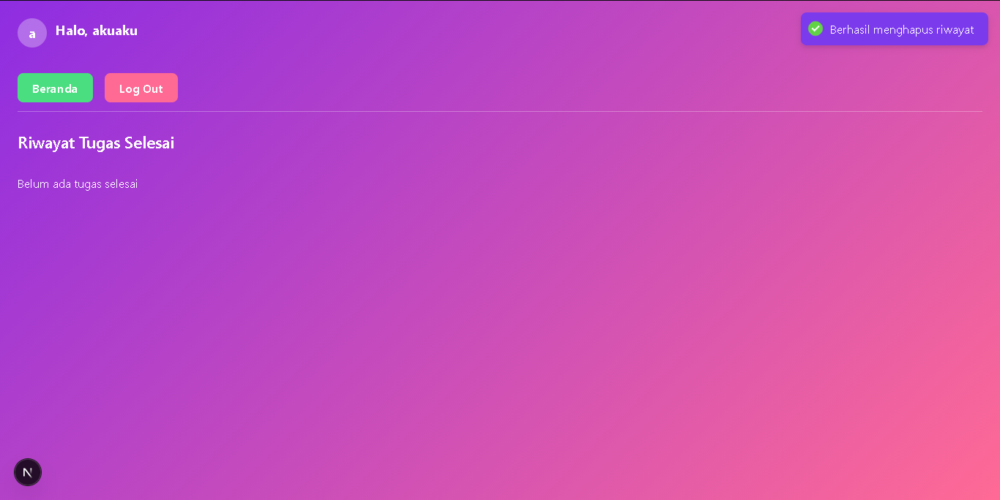 a
Halo, akuaku
Berhasil menghapus riwayat
Beranda
Log Out
Riwayat Tugas Selesai
Belum ada tugas selesai
N